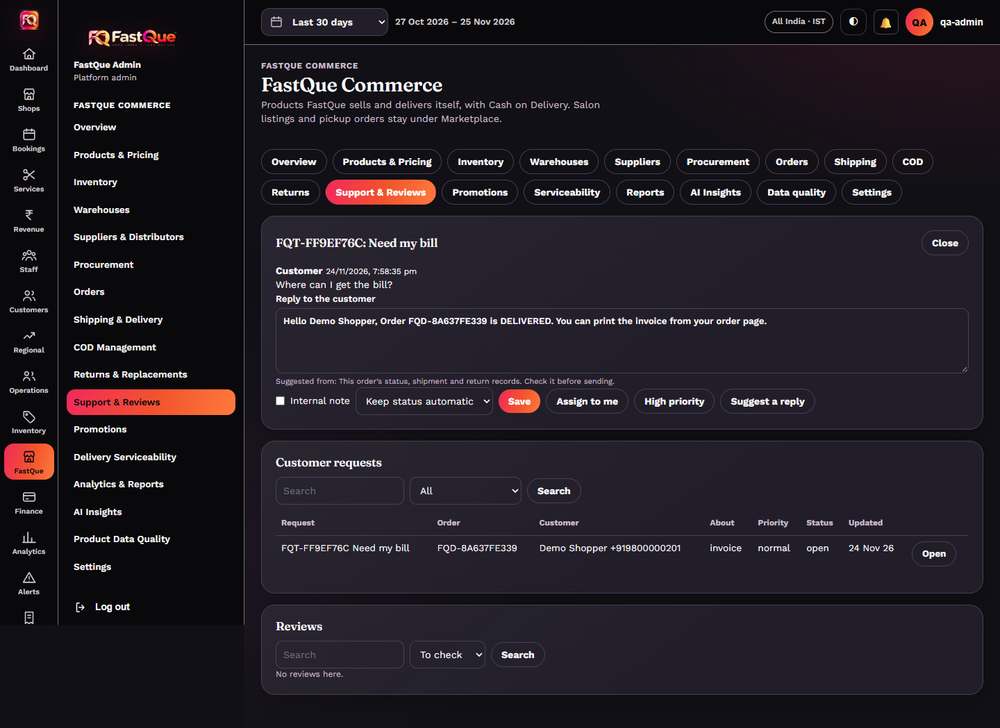 Dashboard
Shops
Bookings
Services
Revenue
Staff
Customers
Regional
Operations
Inventory
FastQue
Finance
Analytics
Alerts
FastQue
FastQue Admin
Platform admin
FASTQUE COMMERCE
Overview
Products & Pricing
Inventory
Warehouses
Suppliers & Distributors
Procurement
Orders
Shipping & Delivery
COD Management
Returns & Replacements
Support & Reviews
Promotions
Delivery Serviceability
Analytics & Reports
AI Insights
Product Data Quality
Settings
Log out
Last 30 days 27 Oct 2026 – 25 Nov 2026 All India · IST QA qa-admin
FASTQUE COMMERCE
FastQue Commerce
Products FastQue sells and delivers itself, with Cash on Delivery. Salon
listings and pickup orders stay under Marketplace.
Overview Products & Pricing Inventory Warehouses Suppliers Procurement Orders Shipping COD
Returns Support & Reviews Promotions Serviceability Reports AI Insights Data quality Settings
FQT-FF9EF76C: Need my bill Close
Customer 24/11/2026, 7:58:35 pm
Where can I get the bill?
Reply to the customer
Hello Demo Shopper, Order FQD-8A637FE339 is DELIVERED. You can print the invoice from your order page.
Suggested from: This order's status, shipment and return records. Check it before sending.
Internal note Keep status automatic Save Assign to me High priority Suggest a reply
Customer requests
Search All Search
Request Order Customer About Priority Status Updated
FQT-FF9EF76C Need my bill FQD-8A637FE339 Demo Shopper +919800000201 invoice normal open 24 Nov 26 Open
Reviews
Search To check Search
No reviews here.